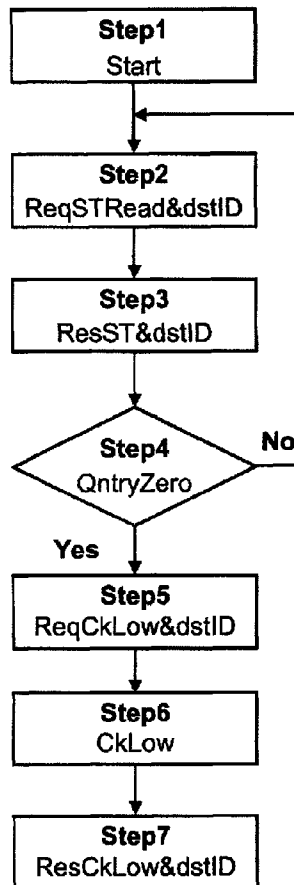 Step1
Start
Step2
ReqSTRead&dstID
Step3
ResST&dstID
Step4
QntryZero
No
Yes
Step5
ReqCkLow&dstID
Step6
CkLow
Step7
ResCkLow&dstID